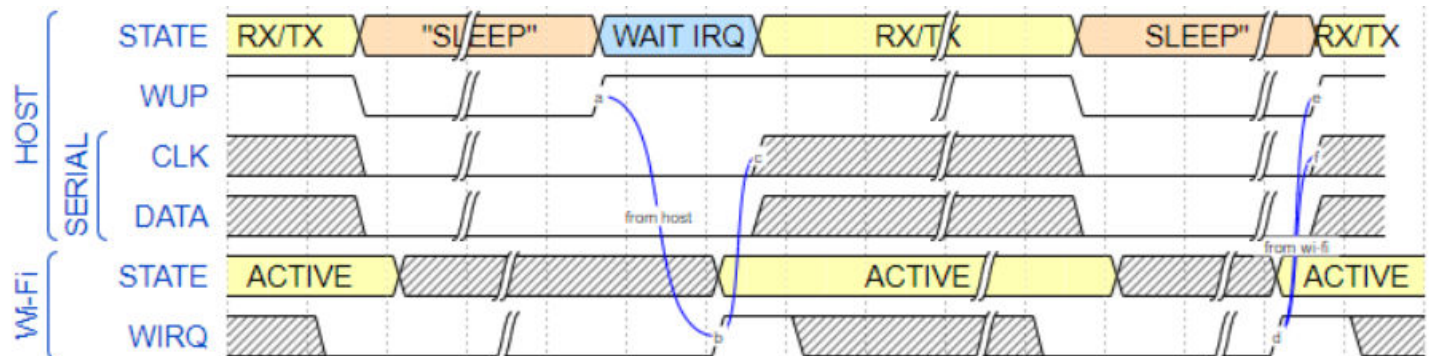 HOST
STATE RX/TX "SLEEP" WAIT IRQ RX/TX SLEEP" RX/TX
WUP a e
SERIAL
CLK c f
DATA
from host
Wi-Fi
from wi-fi
STATE ACTIVE ACTIVE ACTIVE
WIRQ b d